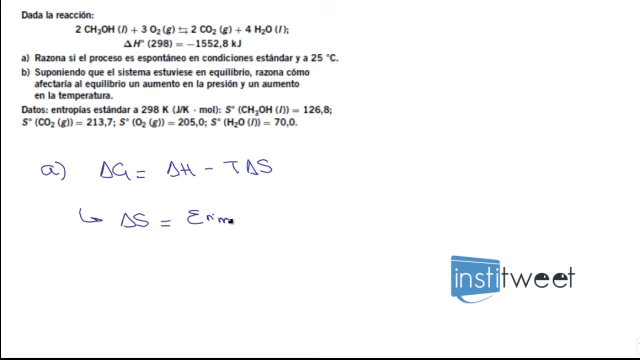 Dada la reacción:
2 CH₃OH (l) + 3 O₂ (g) ⇆ 2 CO₂ (g) + 4 H₂O (l);
ΔH° (298) = −1552,8 kJ
a) Razona si el proceso es espontáneo en condiciones estándar y a 25 °C.
b) Suponiendo que el sistema estuviese en equilibrio, razona cómo
afectaría al equilibrio un aumento en la presión y un aumento
en la temperatura.
Datos: entropías estándar a 298 K (J/K · mol): S° (CH₃OH (l)) = 126,8;
S° (CO₂ (g)) = 213,7; S° (O₂ (g)) = 205,0; S° (H₂O (l)) = 70,0.
a) ΔG = ΔH − TΔS
↳ ΔS = Σ n·
institweet